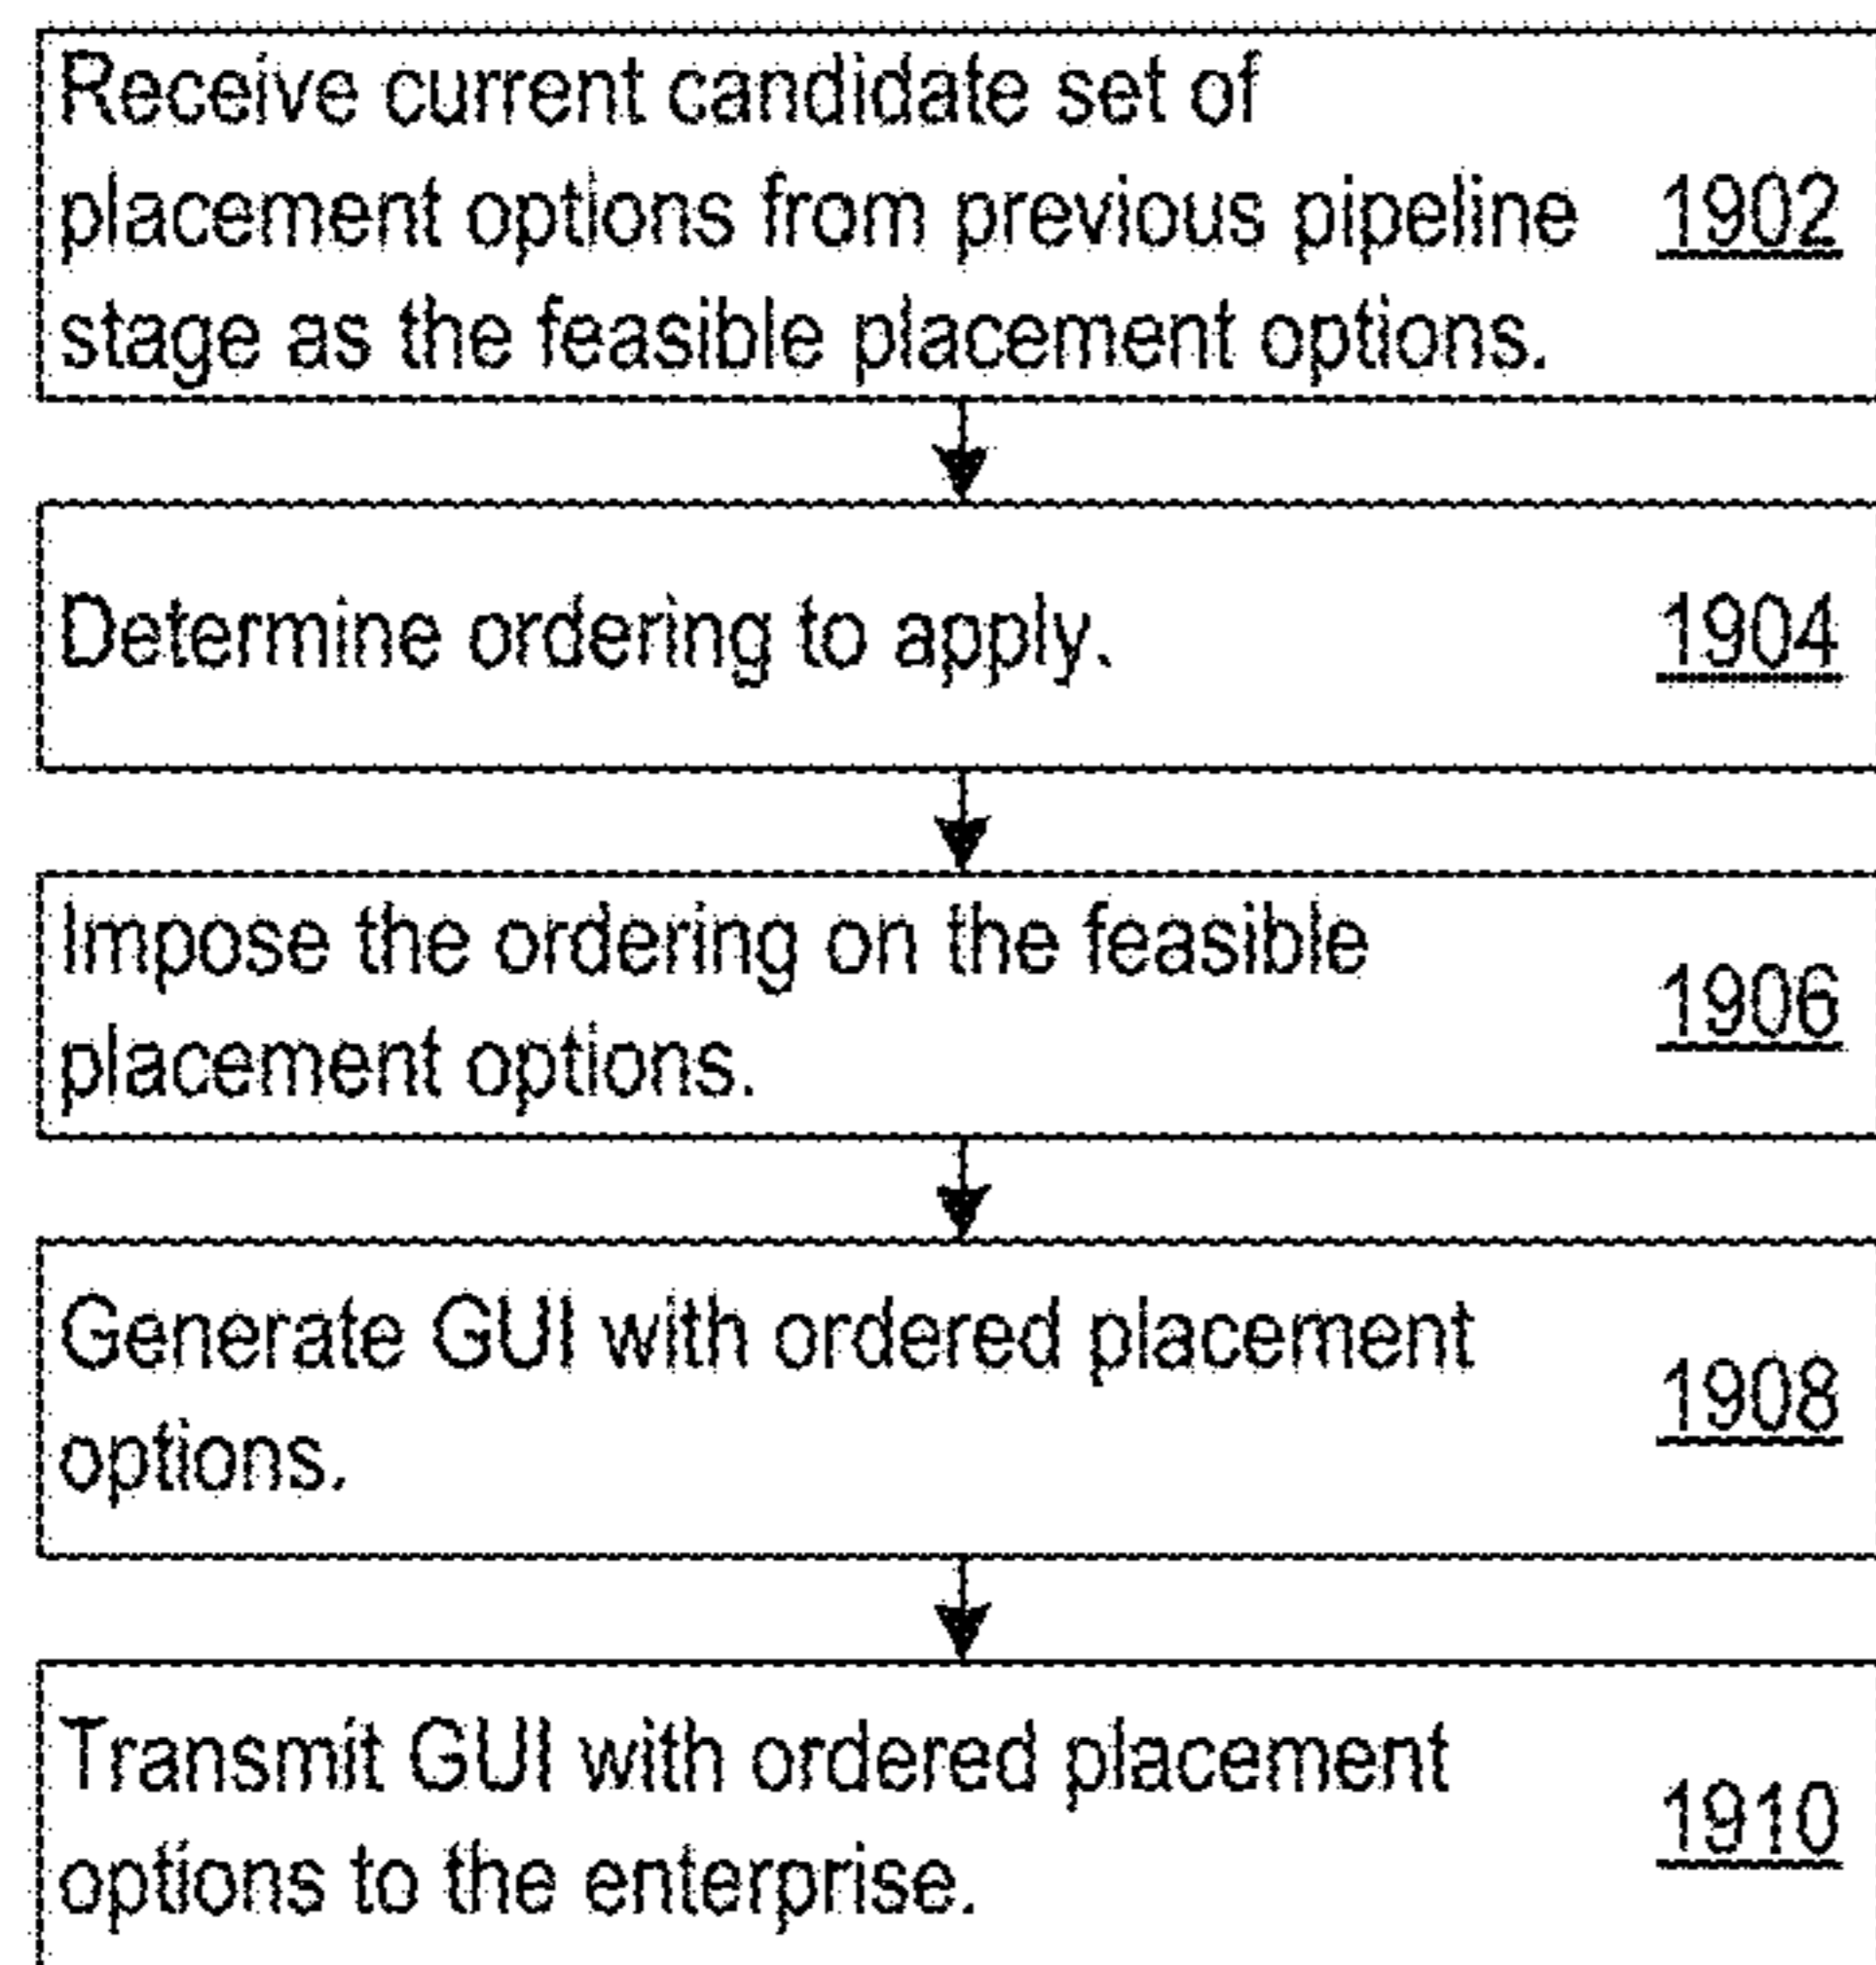 Receive current candidate set of
placement options from previous pipeline 1902
stage as the feasible placement options.
Determine ordering to apply. 1904
Impose the ordering on the feasible
placement options.
1906
Generate GUI with ordered placement
options.
1908
Transmit GUI with ordered placement
options to the enterprise.
1910